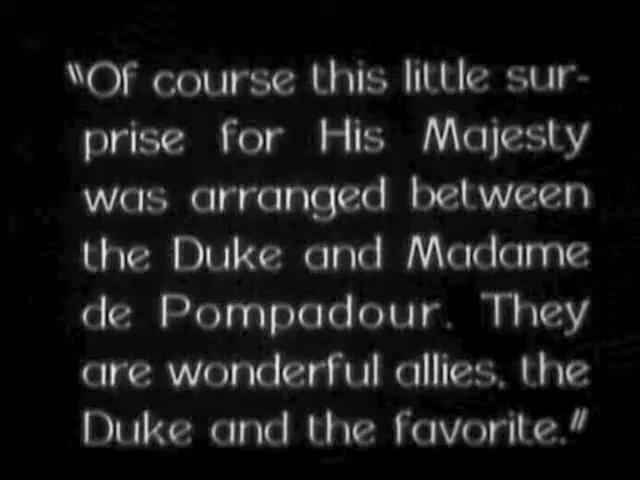 "Of course this little sur-
prise for His Majesty
was arranged between
the Duke and Madame
de Pompadour. They
are wonderful allies, the
Duke and the favorite."